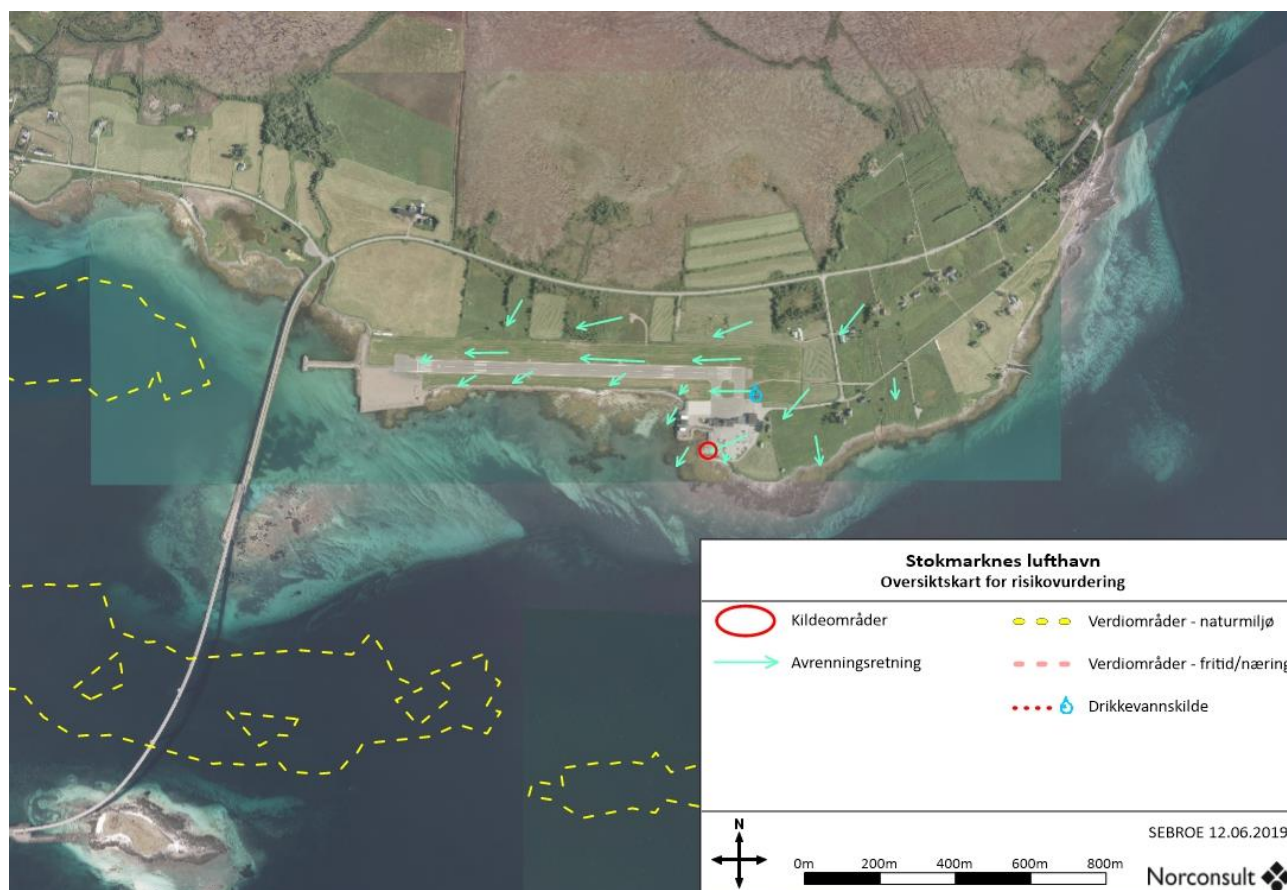 Stokmarknes lufthavn
Oversiktskart for risikovurdering
Kildeområder
Verdiområder - naturmiljø
Avrenningsretning
Verdiområder - fritid/næring
Drikkevannskilde
N
SEBROE 12.06.2019
0m 200m 400m 600m 800m
Norconsult